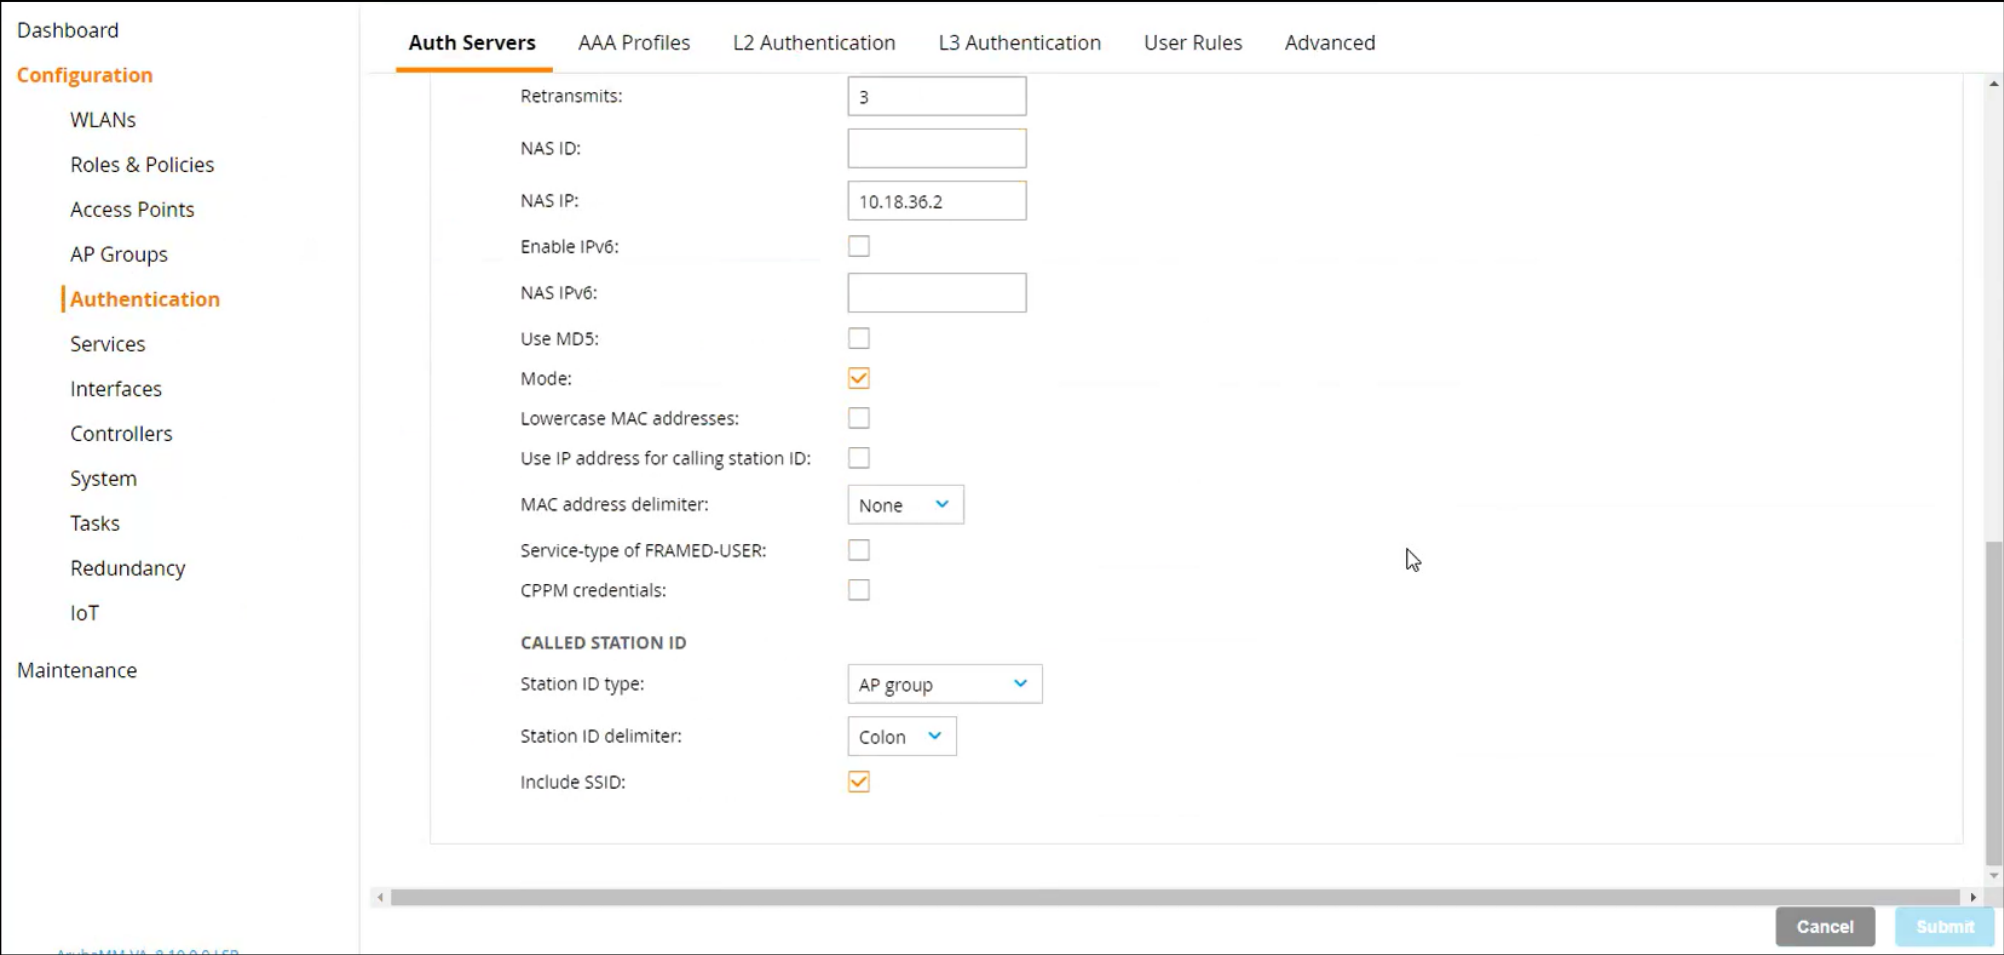 Dashboard
Configuration
WLANs
Roles & Policies
Access Points
AP Groups
Authentication
Services
Interfaces
Controllers
System
Tasks
Redundancy
IoT
Maintenance
Auth Servers AAA Profiles L2 Authentication L3 Authentication User Rules Advanced
Retransmits: 3
NAS ID:
NAS IP: 10.18.36.2
Enable IPv6:
NAS IPv6:
Use MD5:
Mode:
Lowercase MAC addresses:
Use IP address for calling station ID:
MAC address delimiter: None
Service-type of FRAMED-USER:
CPPM credentials:
CALLED STATION ID
Station ID type: AP group
Station ID delimiter: Colon
Include SSID:
Cancel Submit